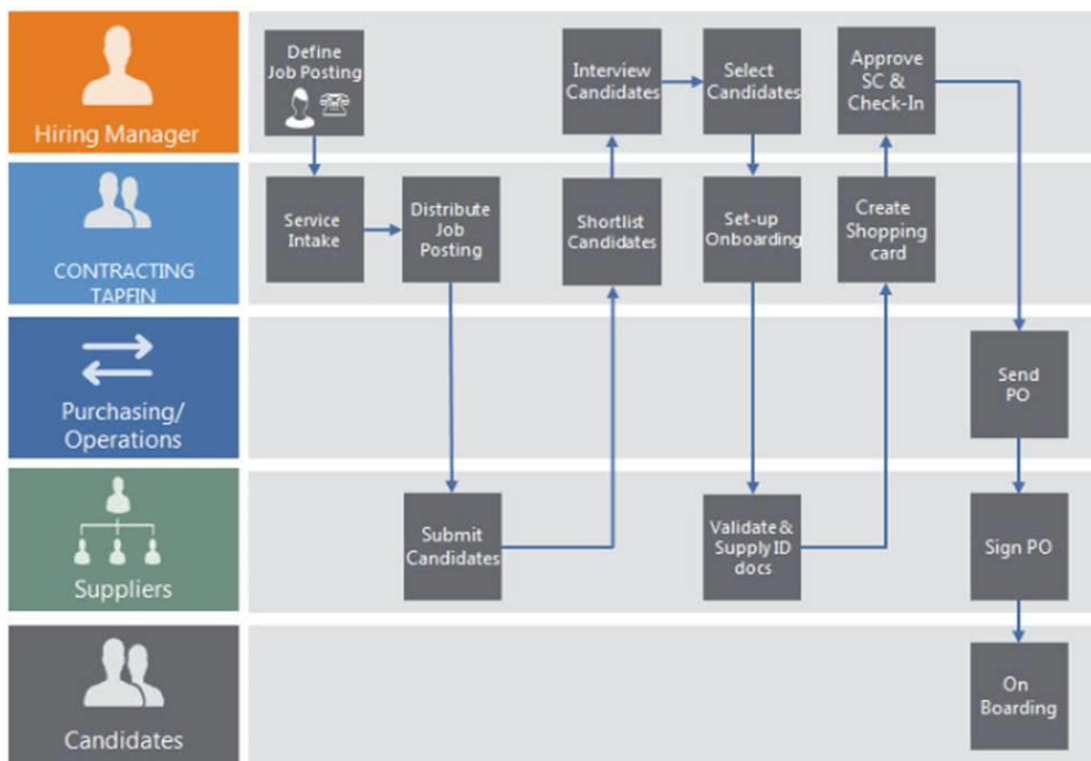 Hiring Manager
Define
Job Posting
Interview
Candidates
Select
Candidates
Approve
SC &
Check-In
CONTRACTING
TAPFIN
Service
Intake
Distribute
Job
Posting
Shortlist
Candidates
Set-up
Onboarding
Create
Shopping
card
Purchasing/
Operations
Send
PO
Suppliers
Submit
Candidates
Validate &
Supply ID
docs
Sign PO
Candidates
On
Boarding